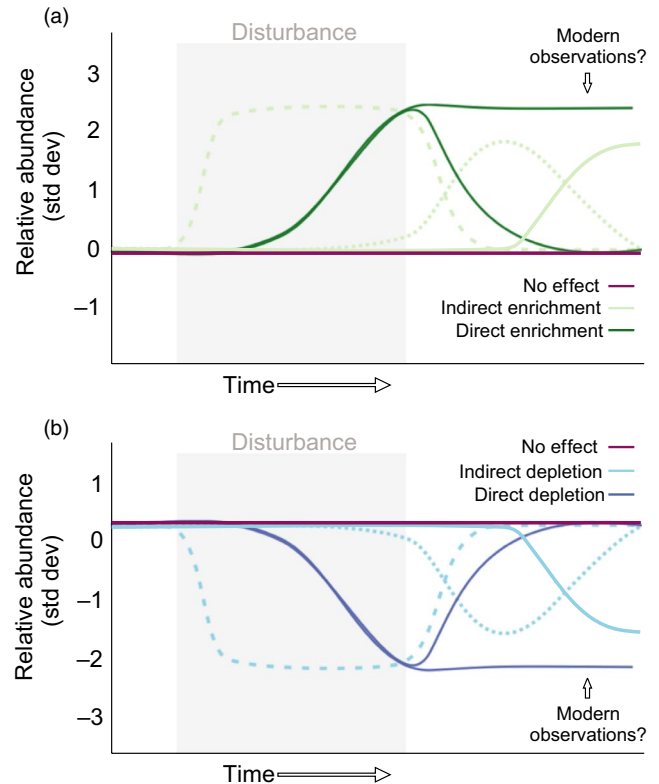 (a)
Disturbance
Modern
observations?
Relative abundance
(std dev)
3
2
1
0
–1
No effect
Indirect enrichment
Direct enrichment
Time
(b)
Disturbance
No effect
Indirect depletion
Direct depletion
Relative abundance
(std dev)
1
0
–1
–2
–3
Modern
observations?
Time